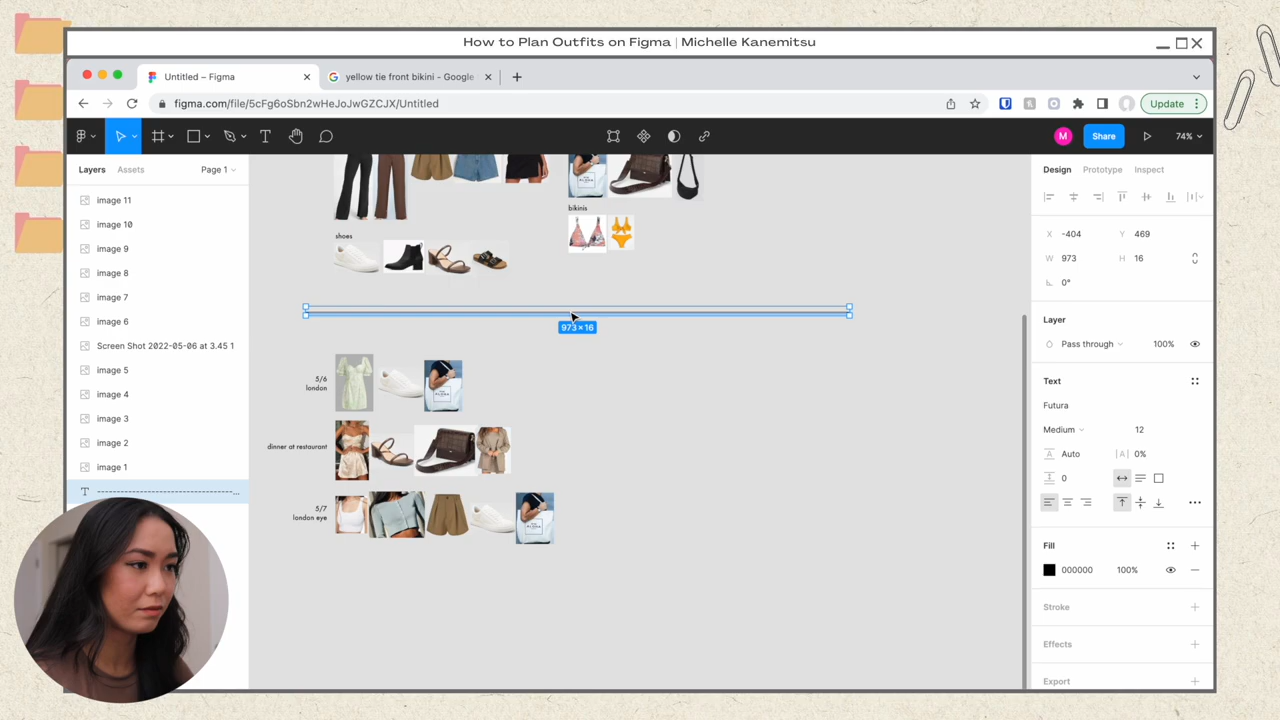 How to Plan Outfits on Figma | Michelle Kanemitsu
Untitled – Figma
yellow tie front bikini - Google
figma.com/file/5cFg6oSbn2wHeJoJwGZCJX/Untitled
Update
M
Share
74%
Layers
Assets
Page 1
Design
Prototype
Inspect
image 11
image 10
image 9
image 8
image 7
image 6
Screen Shot 2022-05-06 at 3.45 1
image 5
image 4
image 3
image 2
image 1
-----------------------------------...
shoes
bikinis
973 × 16
5/6
london
dinner at restaurant
5/7
london eye
X -404
Y 469
W 973
H 16
0°
Layer
Pass through
100%
Text
Futura
Medium
12
Auto
|A| 0%
0
Fill
000000
100%
Stroke
Effects
Export